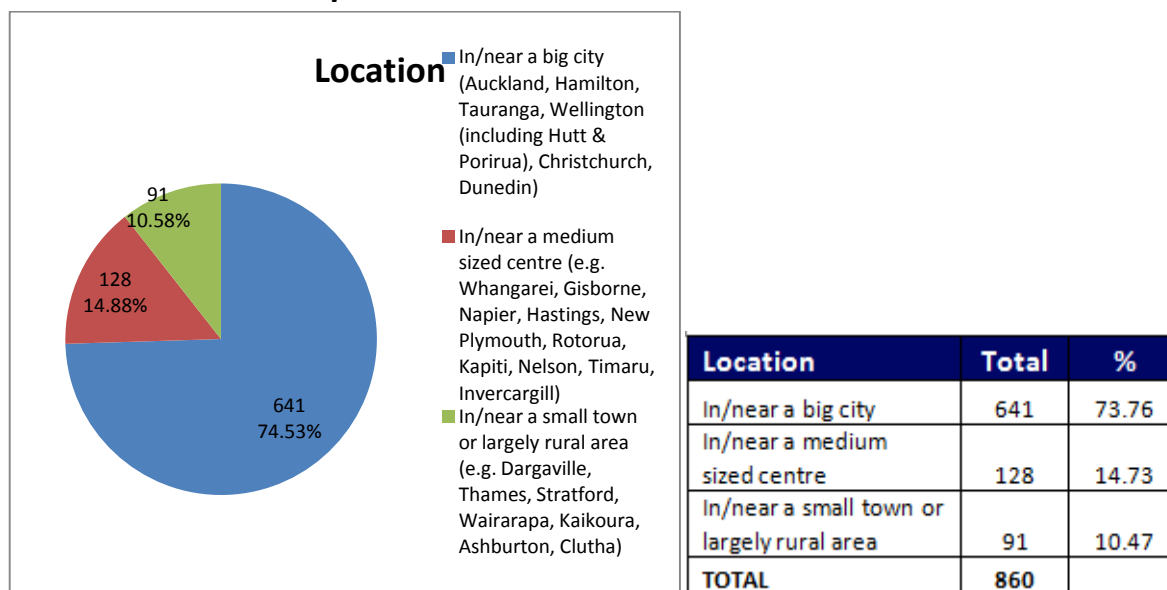 Location
In/near a big city
(Auckland, Hamilton,
Tauranga, Wellington
(including Hutt &
Porirua), Christchurch,
Dunedin)
In/near a medium
sized centre (e.g.
Whangarei, Gisborne,
Napier, Hastings, New
Plymouth, Rotorua,
Kapiti, Nelson, Timaru,
Invercargill)
In/near a small town
or largely rural area
(e.g. Dargaville,
Thames, Stratford,
Wairarapa, Kaikoura,
Ashburton, Clutha)
91
10.58%
128
14.88%
641
74.53%
Location Total %
In/near a big city 641 73.76
In/near a medium
sized centre 128 14.73
In/near a small town or
largely rural area 91 10.47
TOTAL 860